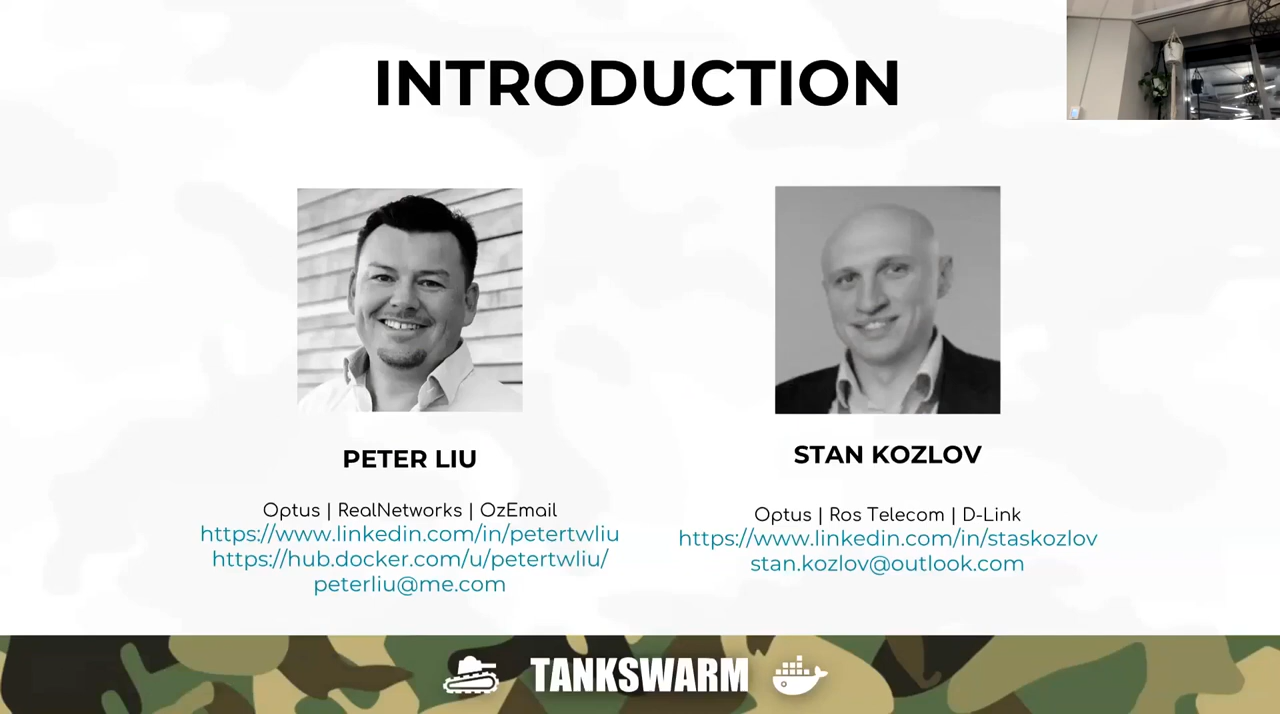 INTRODUCTION
PETER LIU
Optus | RealNetworks | OzEmail
https://www.linkedin.com/in/petertwliu
https://hub.docker.com/u/petertwliu/
peterliu@me.com
STAN KOZLOV
Optus | Ros Telecom | D-Link
https://www.linkedin.com/in/staskozlov
stan.kozlov@outlook.com
TANKSWARM